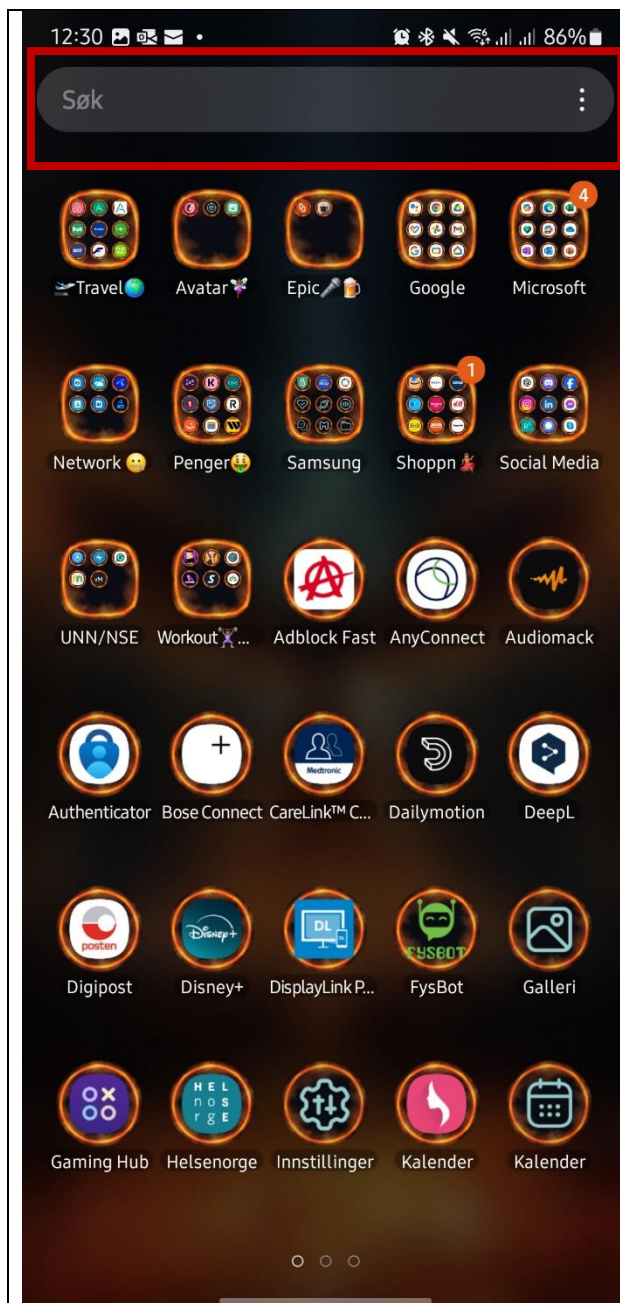 12:30 86%
Søk
🛫Travel🌍 Avatar🧚 Epic🎤🍺 Google Microsoft
4
Network 🤐 Penger🤑 Samsung Shoppn💃 Social Media
1
UNN/NSE Workout🏋️... Adblock Fast AnyConnect Audiomack
Medtronic
Authenticator Bose Connect CareLink™ C... Dailymotion DeepL
posten Disney+ DL FYSBOT
Digipost Disney+ DisplayLink P... FysBot Galleri
HEL
nos
rgE SE
Gaming Hub Helsenorge Innstillinger Kalender Kalender